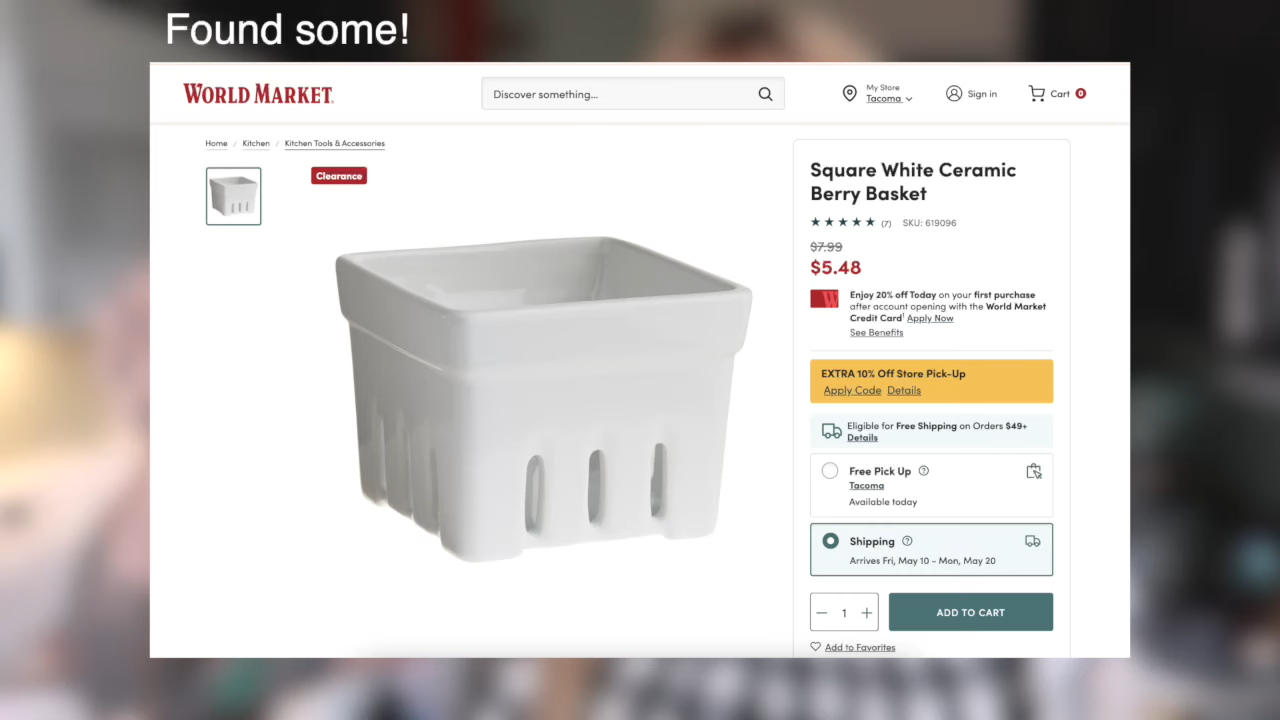 Found some!
WORLD MARKET.
Discover something...
My Store
Tacoma
Sign in
Cart 0
Home / Kitchen / Kitchen Tools & Accessories
Clearance
Square White Ceramic
Berry Basket
★★★★★ (7) SKU: 619096
$7.99
$5.48
Enjoy 20% off Today on your first purchase
after account opening with the World Market
Credit Card¹ Apply Now
See Benefits
EXTRA 10% Off Store Pick-Up
Apply Code Details
Eligible for Free Shipping on Orders $49+
Details
Free Pick Up
Tacoma
Available today
Shipping
Arrives Fri, May 10 - Mon, May 20
1
ADD TO CART
Add to Favorites